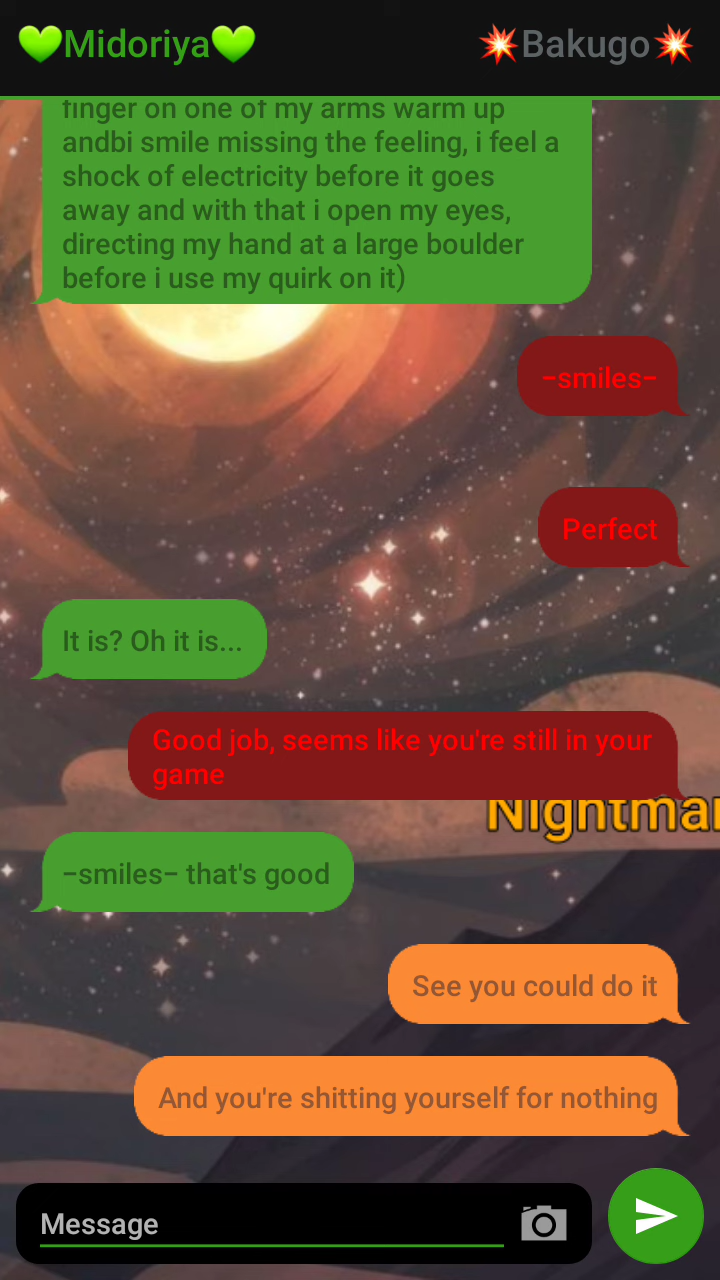 💚Midoriya💚 💥Bakugo💥
finger on one of my arms warm up
andbi smile missing the feeling, i feel a
shock of electricity before it goes
away and with that i open my eyes,
directing my hand at a large boulder
before i use my quirk on it)
–smiles–
Perfect
It is? Oh it is...
Good job, seems like you're still in your
game
–smiles– that's good
See you could do it
And you're shitting yourself for nothing
Message